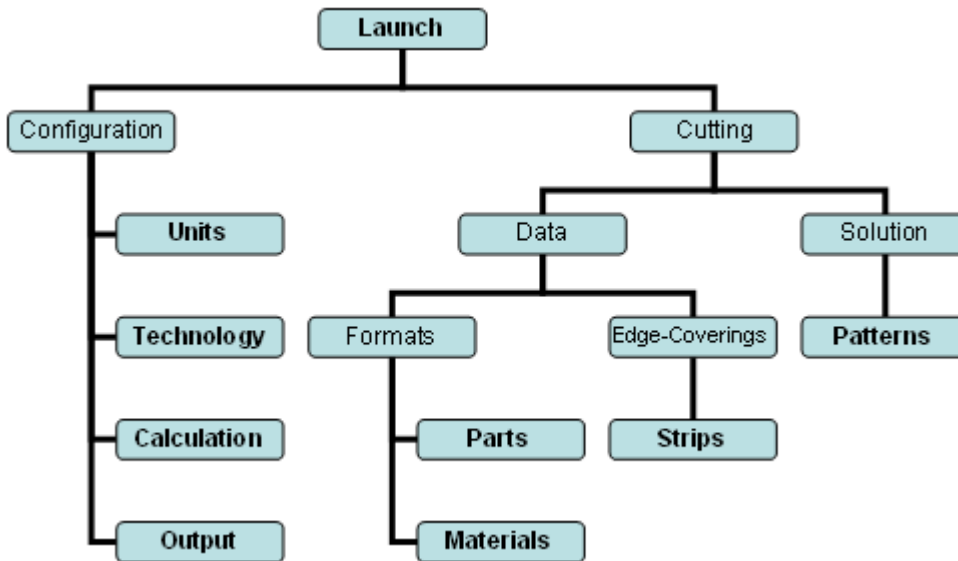 Launch
Configuration
Cutting
Units
Data
Solution
Technology
Formats
Edge-Coverings
Patterns
Calculation
Parts
Strips
Output
Materials